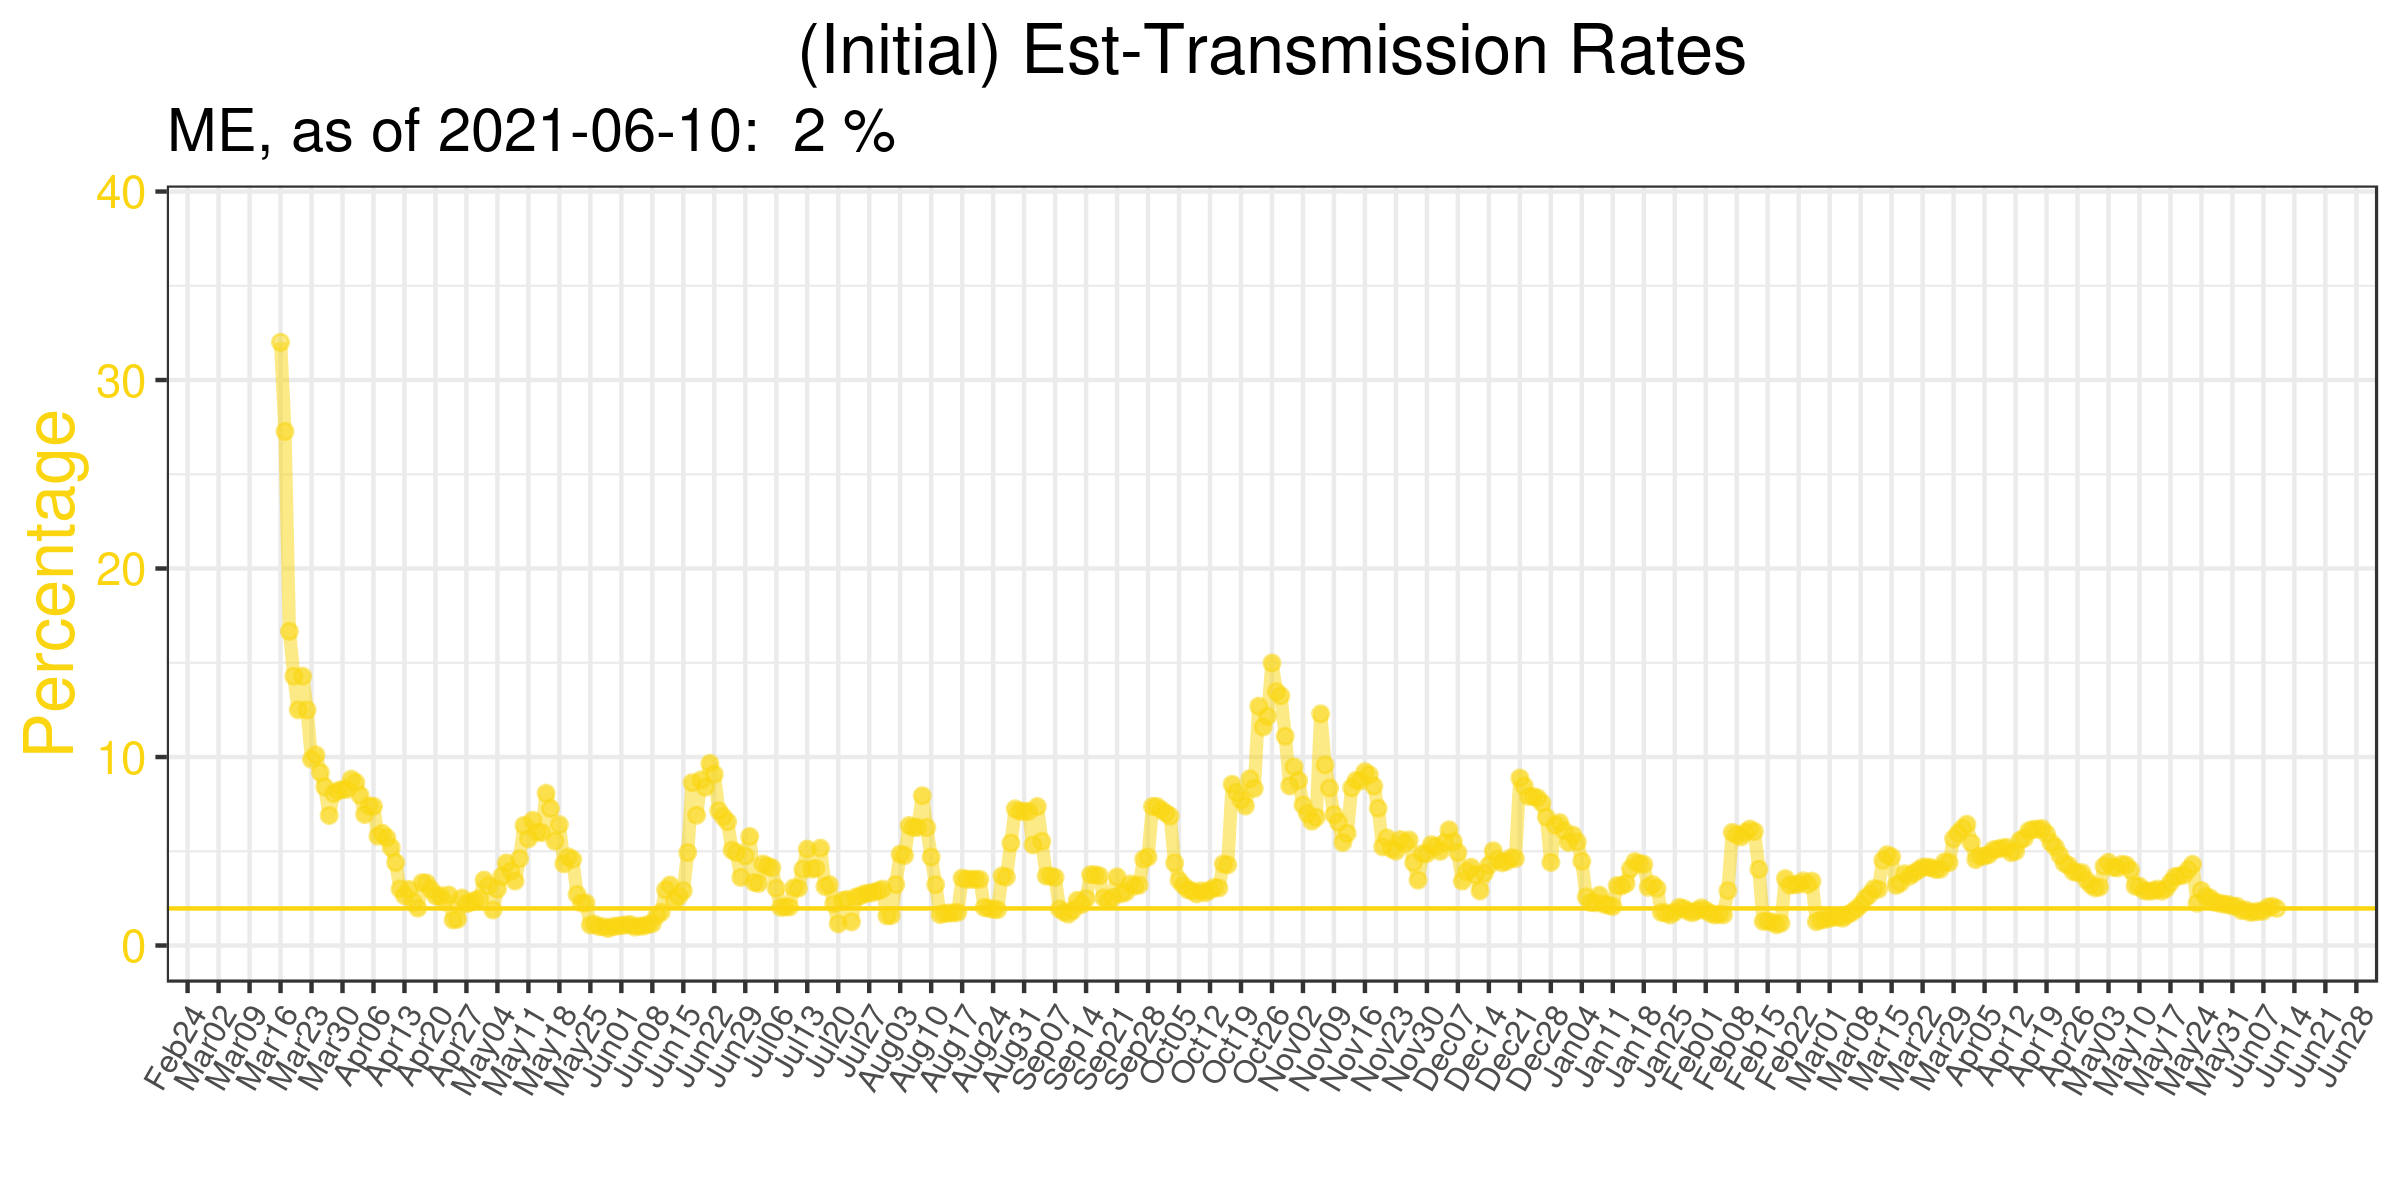 (Initial) Est-Transmission Rates
ME, as of 2021-06-10:  2 %
Percentage
40
30
20
10
0
Feb24
Mar02
Mar09
Mar16
Mar23
Mar30
Apr06
Apr13
Apr20
Apr27
May04
May11
May18
May25
Jun01
Jun08
Jun15
Jun22
Jun29
Jul06
Jul13
Jul20
Jul27
Aug03
Aug10
Aug17
Aug24
Aug31
Sep07
Sep14
Sep21
Sep28
Oct05
Oct12
Oct19
Oct26
Nov02
Nov09
Nov16
Nov23
Nov30
Dec07
Dec14
Dec21
Dec28
Jan04
Jan11
Jan18
Jan25
Feb01
Feb08
Feb15
Feb22
Mar01
Mar08
Mar15
Mar22
Mar29
Apr05
Apr12
Apr19
Apr26
May03
May10
May17
May24
May31
Jun07
Jun14
Jun21
Jun28